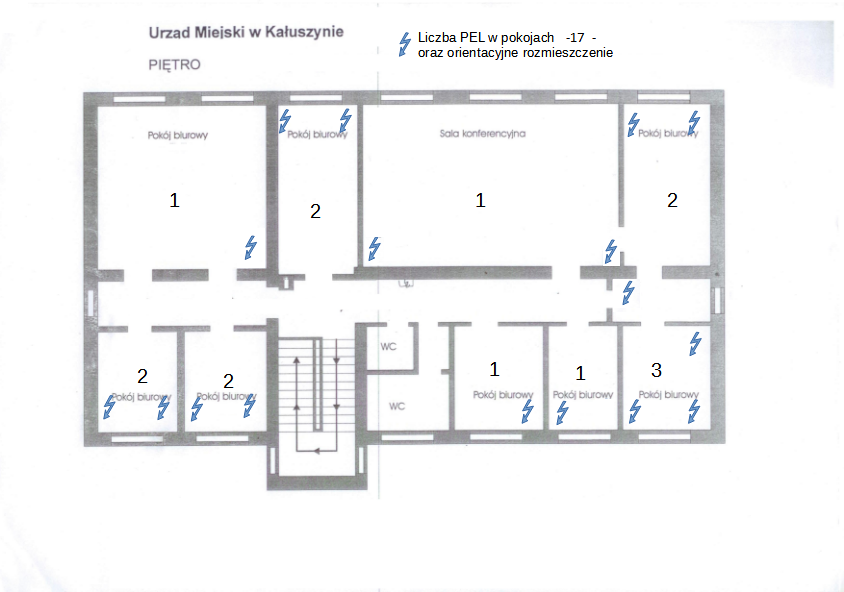 Urzad Miejski w Kałuszynie
PIĘTRO
Liczba PEL w pokojach -17 -
oraz orientacyjne rozmieszczenie
Pokój biurowy
Pokój biurowy
Sala konferencyjna
Pokój biurowy
1
2
1
2
WC
WC
2
Pokój biurowy
2
Pokój biurowy
1
Pokój biurowy
1
Pokój biurowy
3
Pokój biurowy